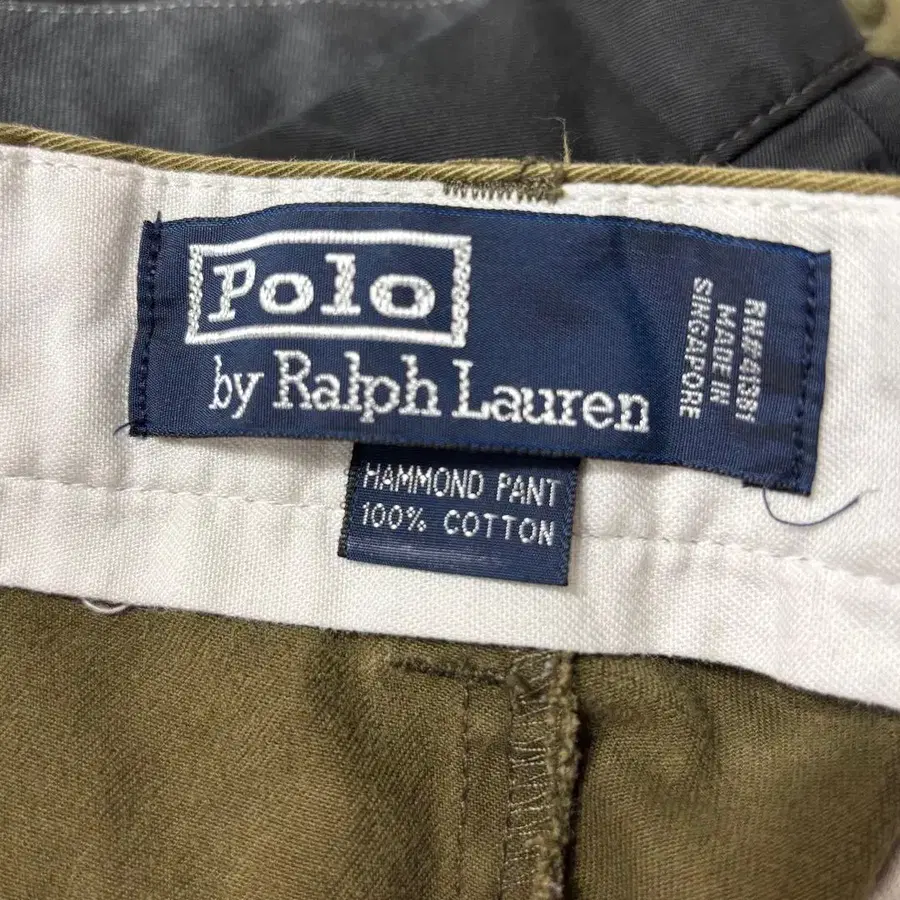 Polo
by Ralph Lauren
RN#41381
MADE IN
SINGAPORE
HAMMOND PANT
100% COTTON